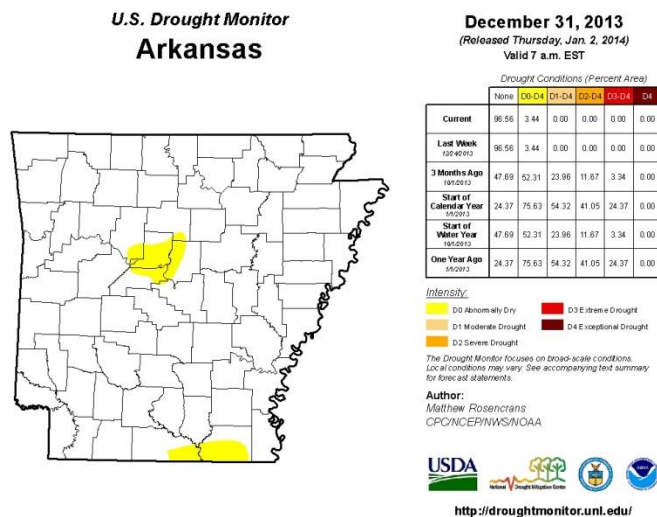 U.S. Drought Monitor
Arkansas
December 31, 2013
(Released Thursday, Jan. 2, 2014)
Valid 7 a.m. EST
Drought Conditions (Percent Area)
None D0-D4 D1-D4 D2-D4 D3-D4 D4
Current 96.56 3.44 0.00 0.00 0.00 0.00
Last Week 96.56 3.44 0.00 0.00 0.00 0.00
12/24/2013
3 Months Ago 47.69 52.31 23.96 11.67 3.34 0.00
10/1/2013
Start of Calendar Year 24.37 75.63 54.32 41.05 24.37 0.00
1/1/2013
Start of Water Year 47.69 52.31 23.96 11.67 3.34 0.00
10/1/2013
One Year Ago 24.37 75.63 54.32 41.05 24.37 0.00
1/1/2013
Intensity:
D0 Abnormally Dry D3 Extreme Drought
D1 Moderate Drought D4 Exceptional Drought
D2 Severe Drought
The Drought Monitor focuses on broad-scale conditions.
Local conditions may vary. See accompanying text summary
for forecast statements.
Author:
Matthew Rosencrans
CPC/NCEP/NWS/NOAA
USDA
National Drought Mitigation Center
http://droughtmonitor.unl.edu/